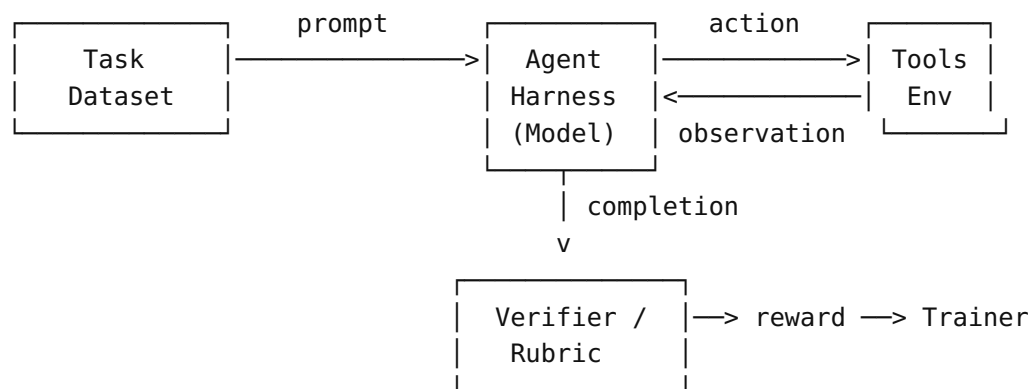 prompt
action
Task
Dataset
Agent
Harness
(Model)
Tools
Env
observation
completion
v
Verifier /
Rubric
reward
Trainer